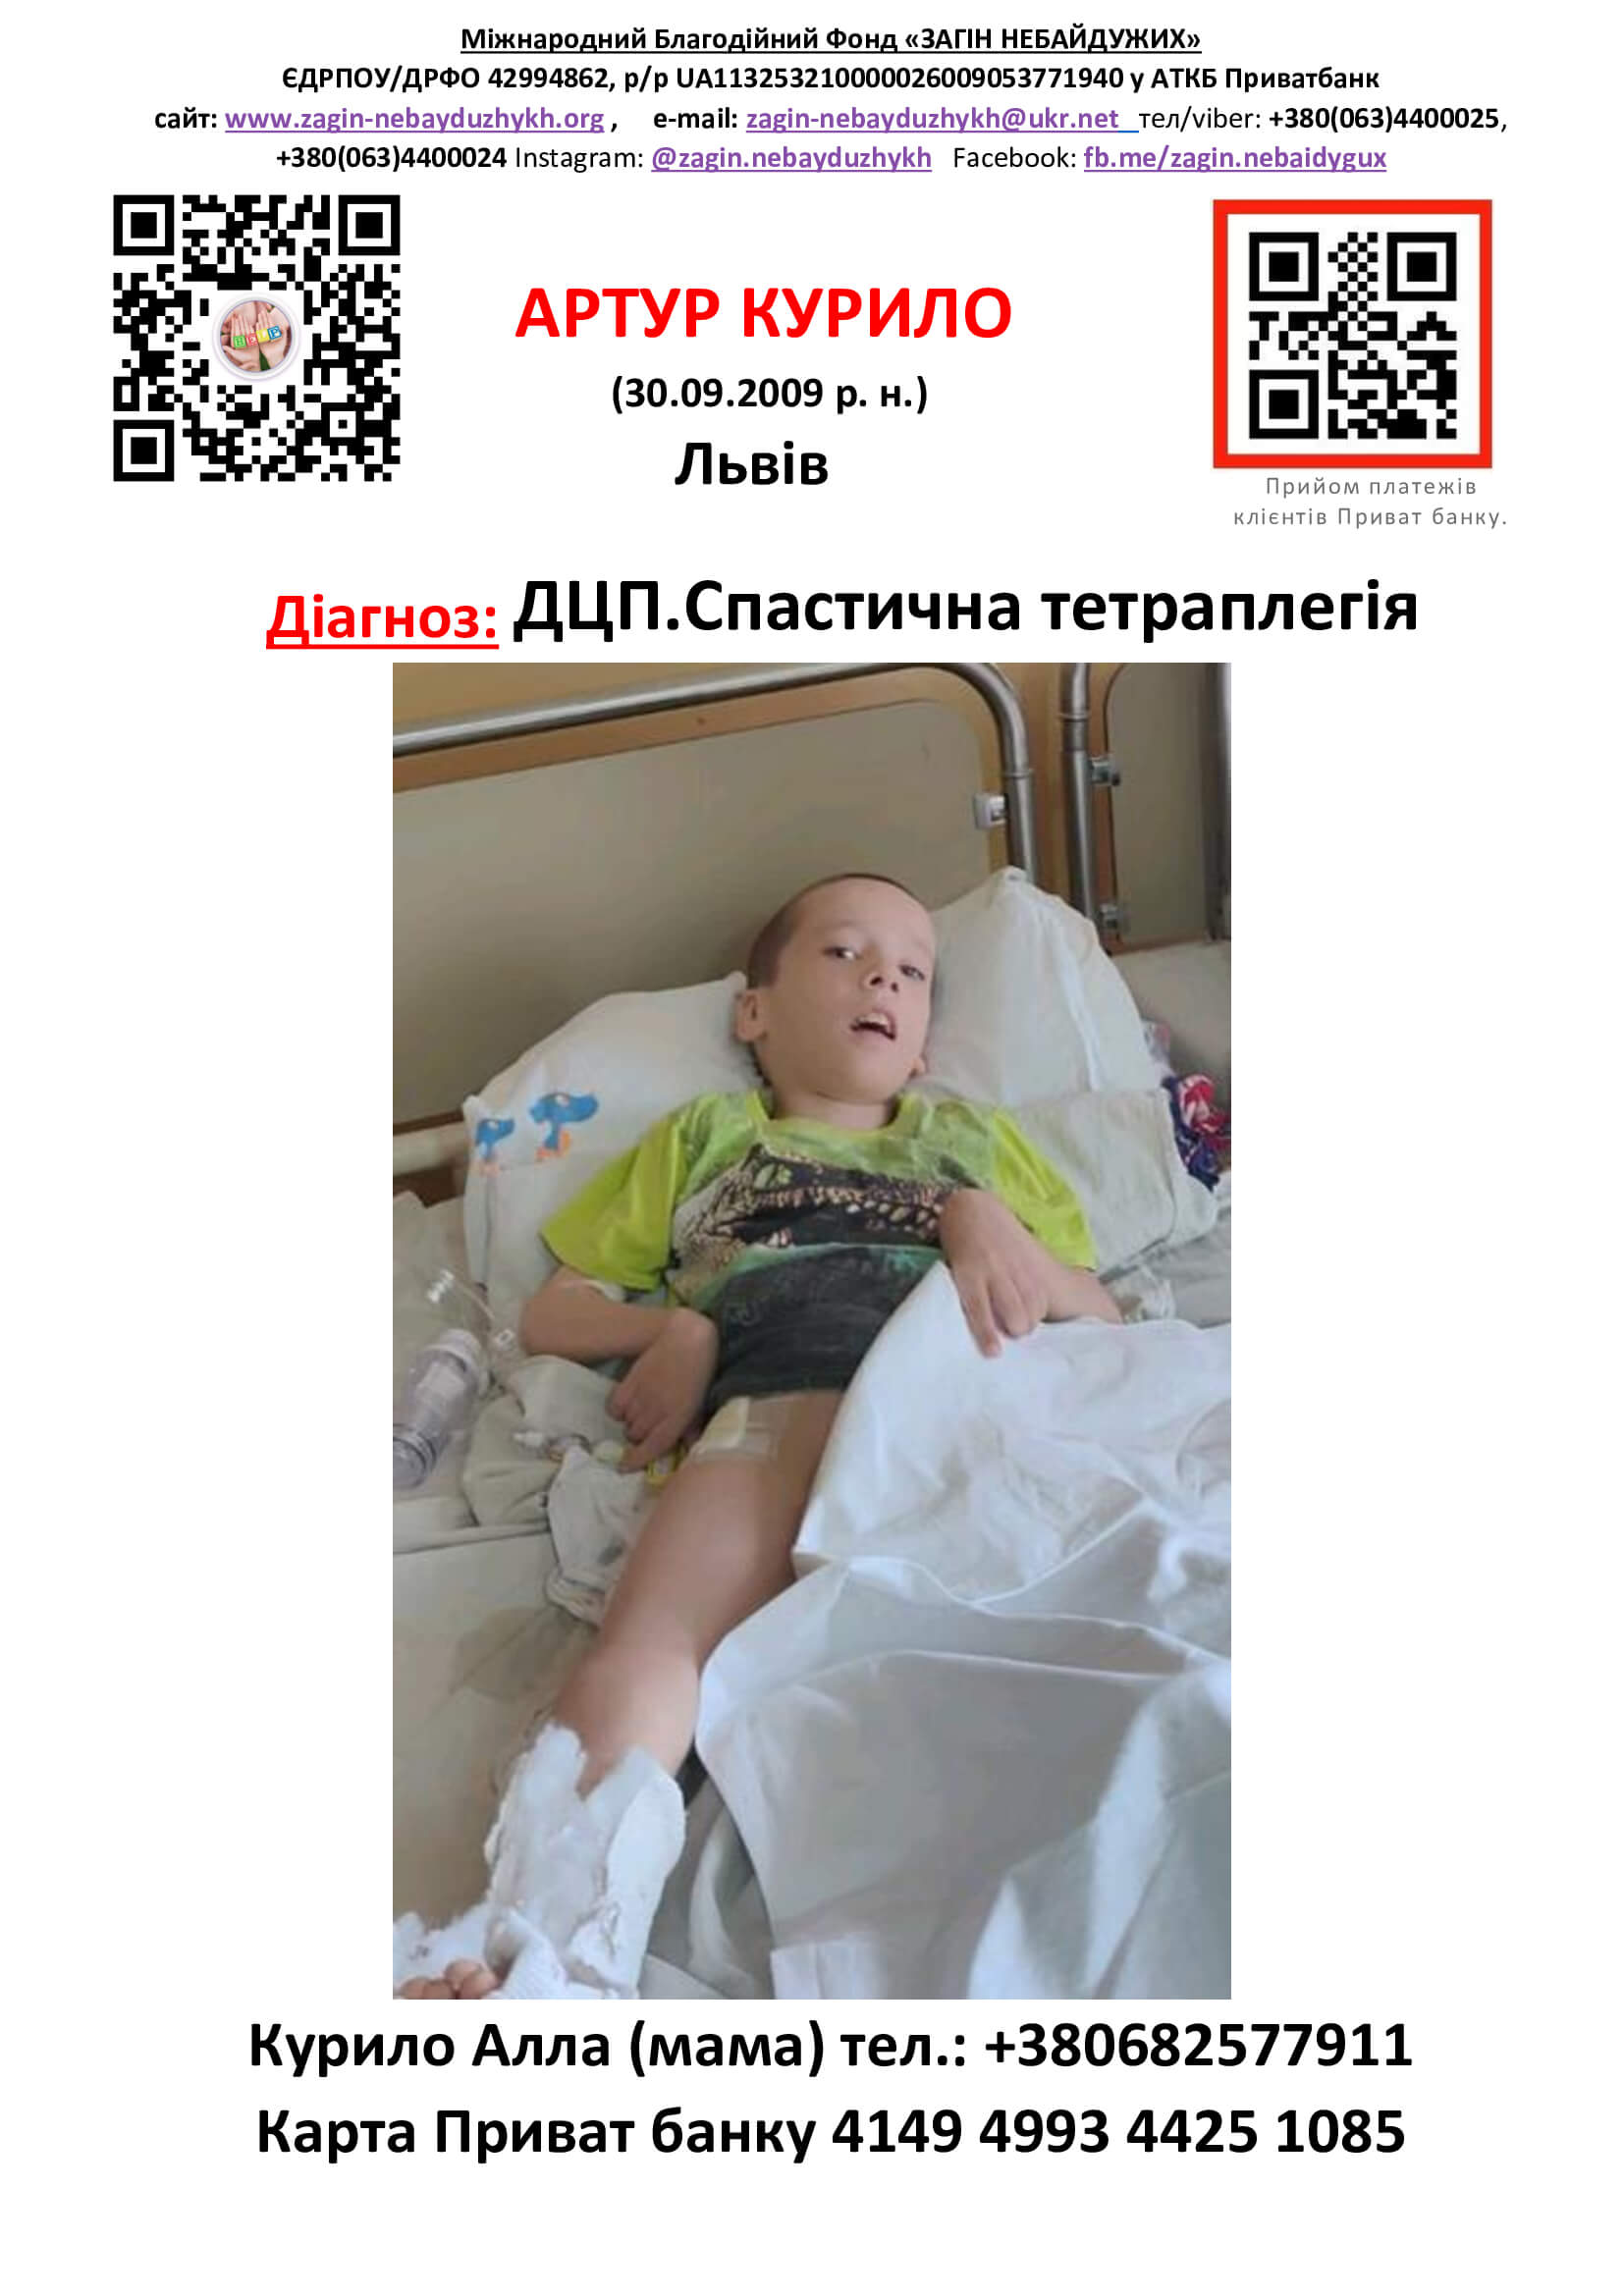 Міжнародний Благодійний Фонд «ЗАГІН НЕБАЙДУЖИХ»
ЄДРПОУ/ДРФО 42994862, р/р UA113253210000026009053771940 у АТКБ Приватбанк
сайт: www.zagin-nebayduzhykh.org , e-mail: zagin-nebayduzhykh@ukr.net тел/viber: +380(063)4400025,
+380(063)4400024 Instagram: @zagin.nebayduzhykh Facebook: fb.me/zagin.nebaidygux
HELP
АРТУР КУРИЛО
(30.09.2009 р. н.)
Львів
Прийом платежів
клієнтів Приват банку.
Діагноз: ДЦП.Спастична тетраплегія
Курило Алла (мама) тел.: +380682577911
Карта Приват банку 4149 4993 4425 1085